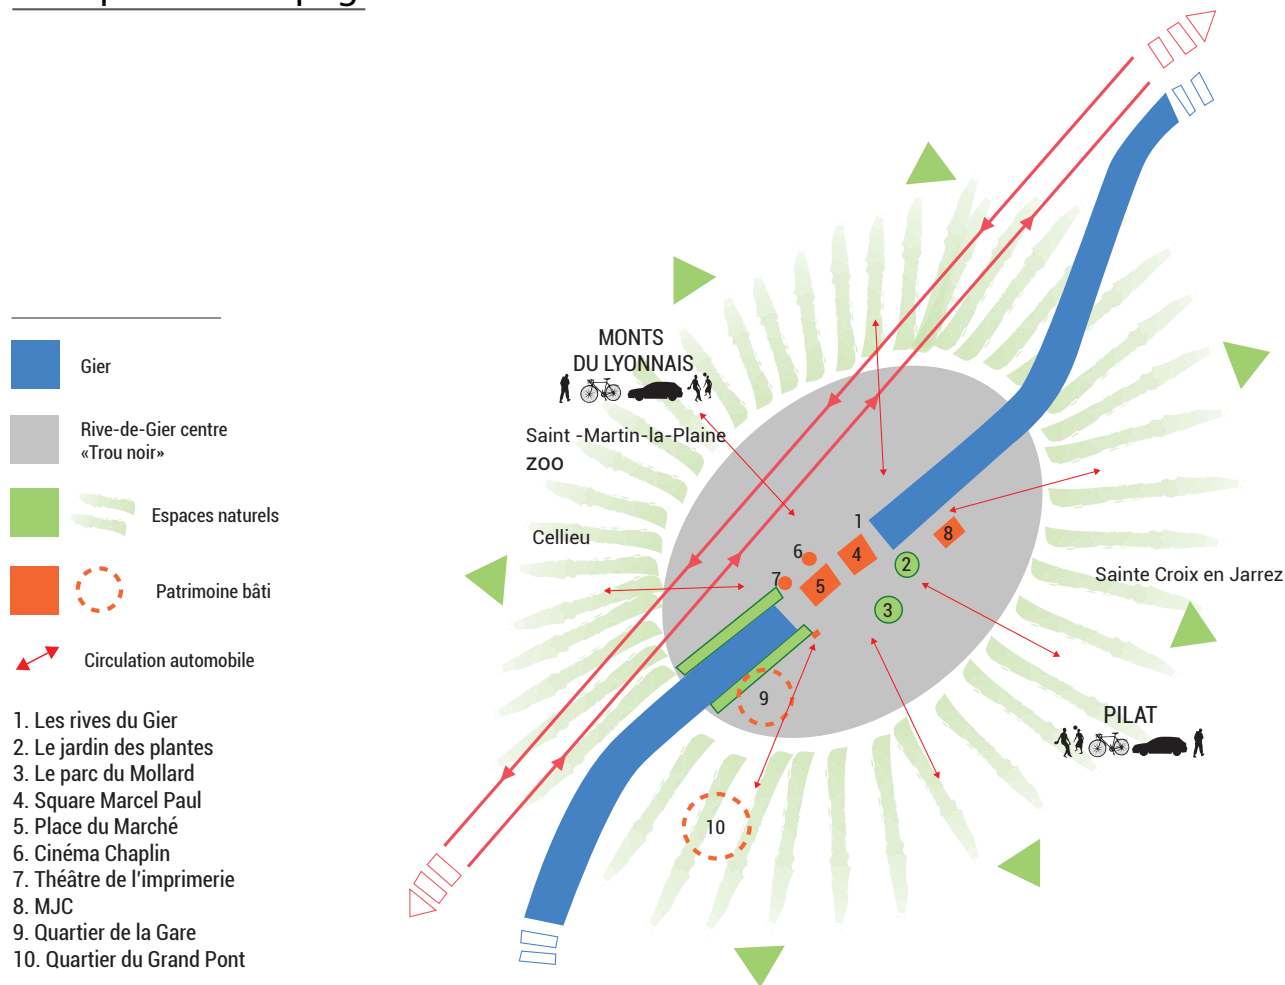 Gier
Rive-de-Gier centre
«Trou noir»
Espaces naturels
Patrimoine bâti
Circulation automobile
1. Les rives du Gier
2. Le jardin des plantes
3. Le parc du Mollard
4. Square Marcel Paul
5. Place du Marché
6. Cinéma Chaplin
7. Théâtre de l'imprimerie
8. MJC
9. Quartier de la Gare
10. Quartier du Grand Pont
MONTS
DU LYONNAIS
Saint -Martin-la-Plaine
ZOO
Cellieu
Sainte Croix en Jarrez
PILAT
1
4
8
6
2
7
5
3
9
10